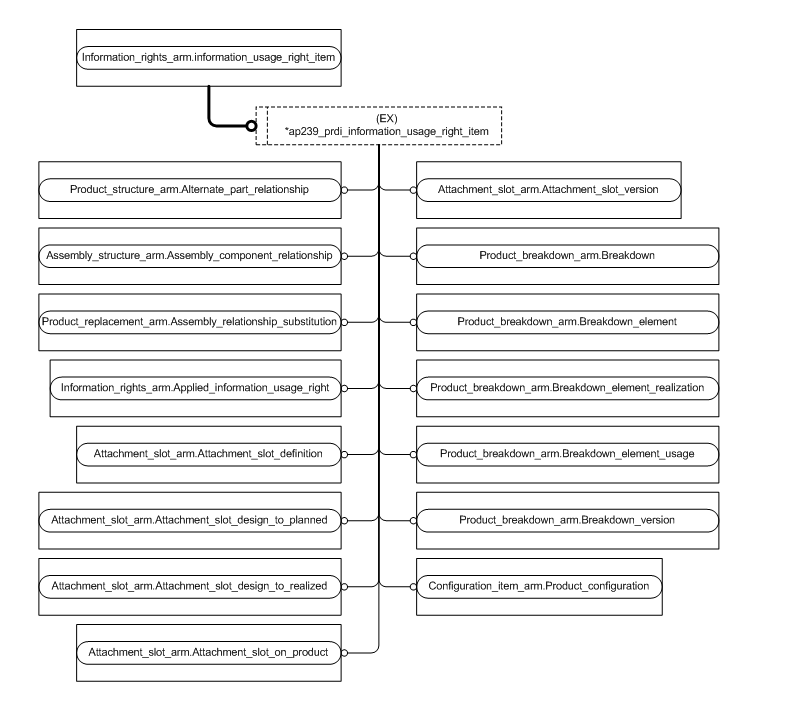 Information_rights_arm.information_usage_right_item
(EX)
*ap239_prdi_information_usage_right_item
Product_structure_arm.Alternate_part_relationship
Attachment_slot_arm.Attachment_slot_version
Assembly_structure_arm.Assembly_component_relationship
Product_breakdown_arm.Breakdown
Product_replacement_arm.Assembly_relationship_substitution
Product_breakdown_arm.Breakdown_element
Information_rights_arm.Applied_information_usage_right
Product_breakdown_arm.Breakdown_element_realization
Attachment_slot_arm.Attachment_slot_definition
Product_breakdown_arm.Breakdown_element_usage
Attachment_slot_arm.Attachment_slot_design_to_planned
Product_breakdown_arm.Breakdown_version
Attachment_slot_arm.Attachment_slot_design_to_realized
Configuration_item_arm.Product_configuration
Attachment_slot_arm.Attachment_slot_on_product